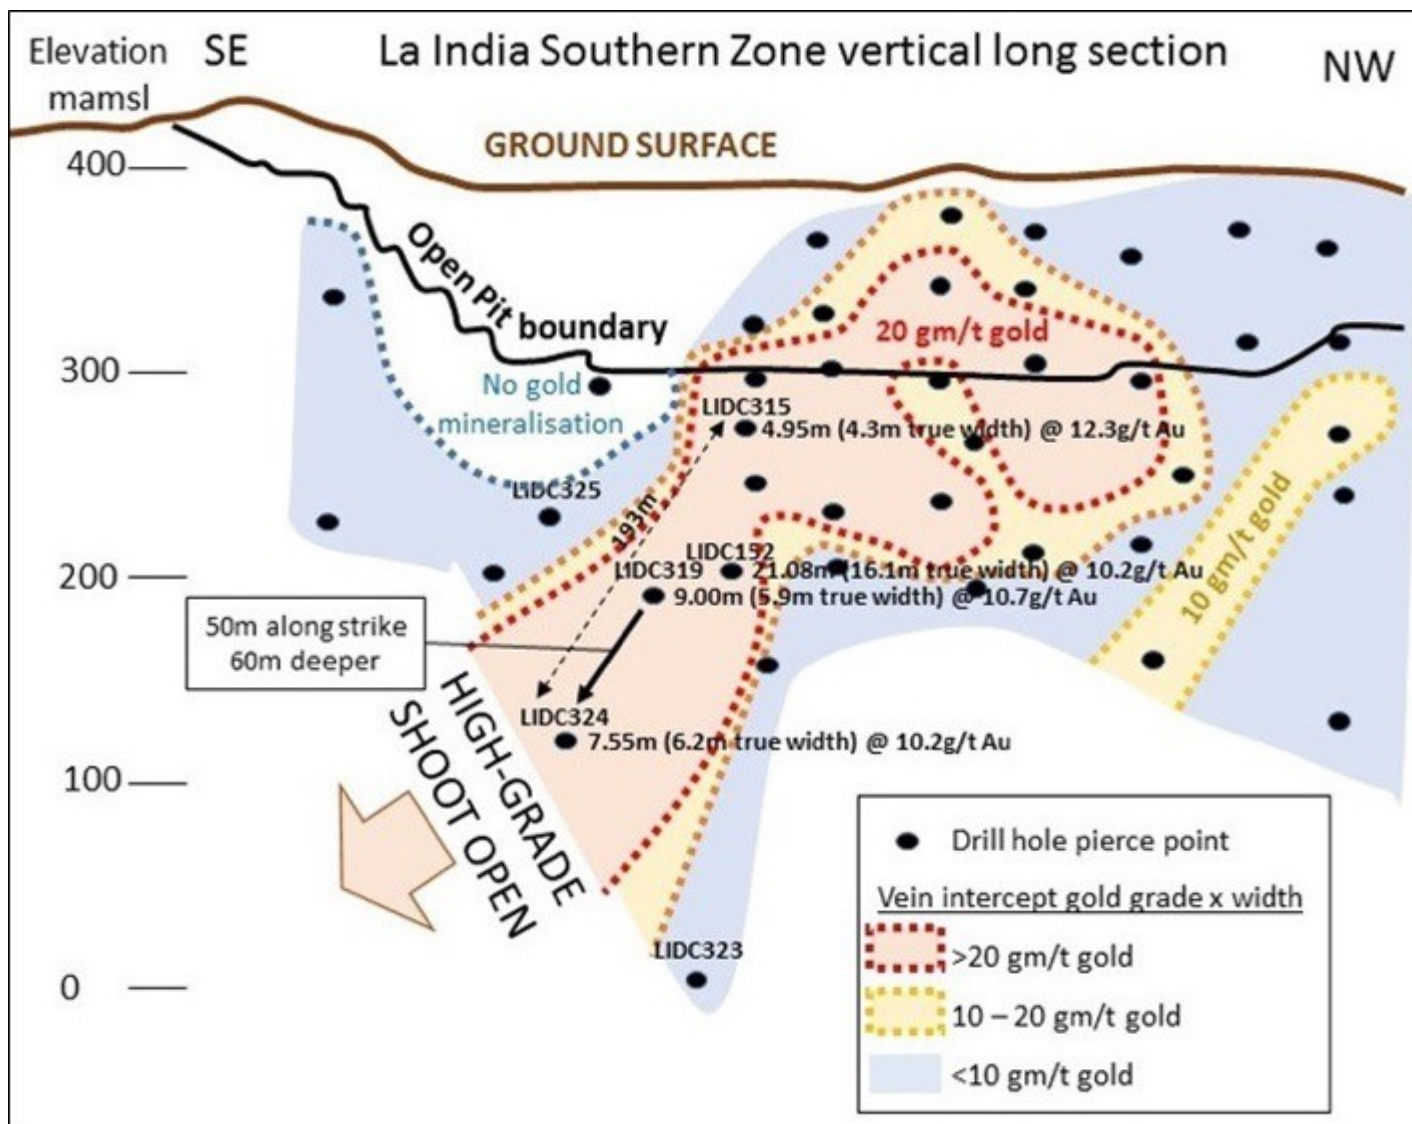 Elevation
mamsl
SE
La India Southern Zone vertical long section
NW
GROUND SURFACE
400
Open Pit boundary
20 gm/t gold
300
No gold
mineralisation
LIDC315
4.95m (4.3m true width) @ 12.3g/t Au
LIDC325
193m
10 gm/t gold
LIDC152
21.08m (16.1m true width) @ 10.2g/t Au
200
LIDC319
9.00m (5.9m true width) @ 10.7g/t Au
50m along strike
60m deeper
LIDC324
7.55m (6.2m true width) @ 10.2g/t Au
HIGH-GRADE
SHOOT OPEN
100
LIDC323
0
Drill hole pierce point
Vein intercept gold grade x width
>20 gm/t gold
10 – 20 gm/t gold
<10 gm/t gold